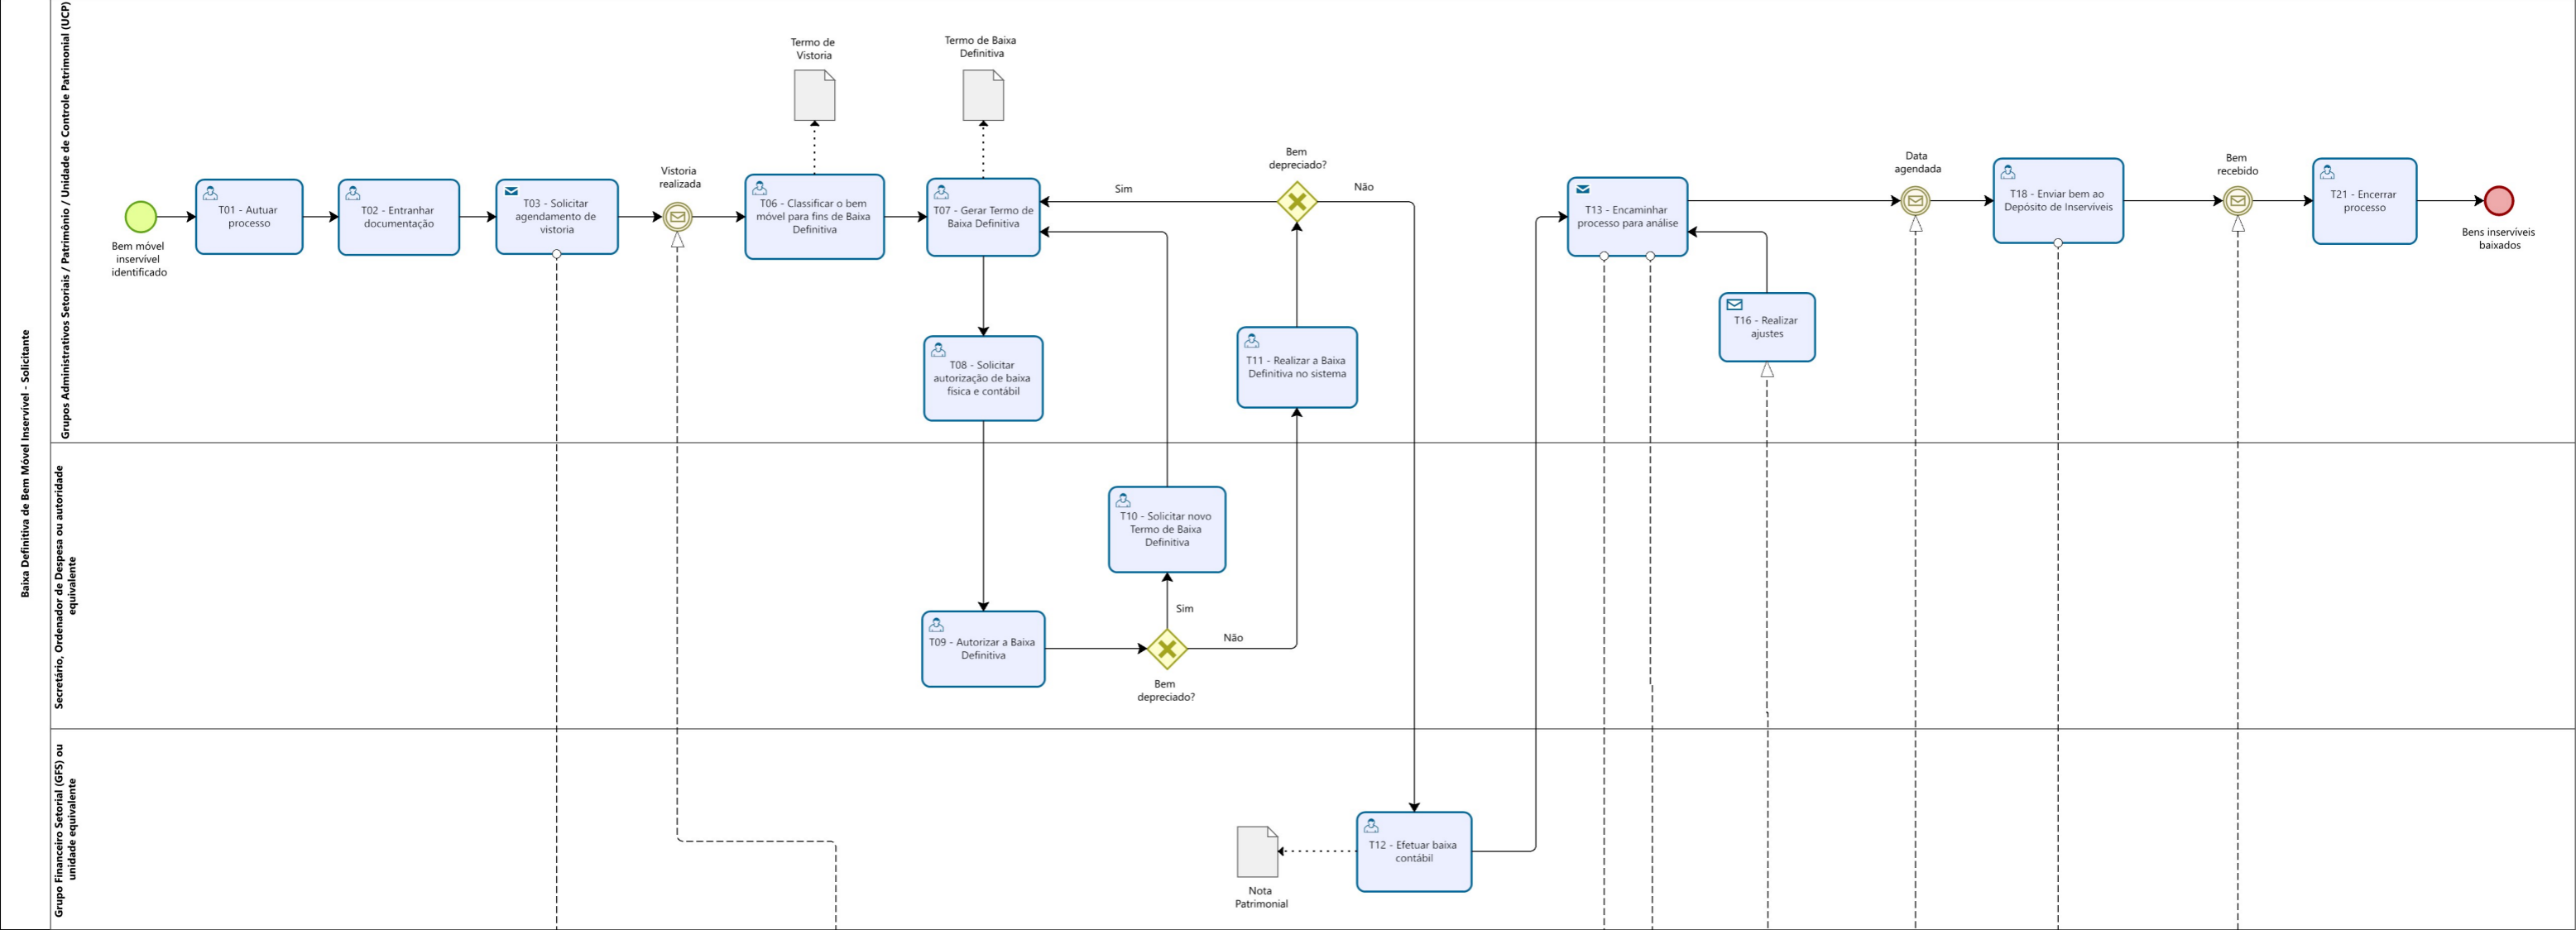 Baixa Definitiva de Bem Móvel Inservível - Solicitante
Grupos Administrativos Setoriais / Patrimônio / Unidade de Controle Patrimonial (UCP)
Bem móvel
inservível
identificado
T01 - Autuar
processo
T02 - Entranhar
documentação
T03 - Solicitar
agendamento de
vistoria
Vistoria
realizada
Termo de
Vistoria
T06 - Classificar o bem
móvel para fins de Baixa
Definitiva
Termo de Baixa
Definitiva
T07 - Gerar Termo de
Baixa Definitiva
T08 - Solicitar
autorização de baixa
física e contábil
Sim
Bem
depreciado?
Não
T11 - Realizar a Baixa
Definitiva no sistema
T13 - Encaminhar
processo para análise
T16 - Realizar
ajustes
Data
agendada
T18 - Enviar bem ao
Depósito de Inservíveis
Bem
recebido
T21 - Encerrar
processo
Bens inservíveis
baixados
Secretário, Ordenador de Despesa ou autoridade
equivalente
T10 - Solicitar novo
Termo de Baixa
Definitiva
Sim
T09 - Autorizar a Baixa
Definitiva
Não
Bem
depreciado?
Grupo Financeiro Setorial (GFS) ou
unidade equivalente
T12 - Efetuar baixa
contábil
Nota
Patrimonial